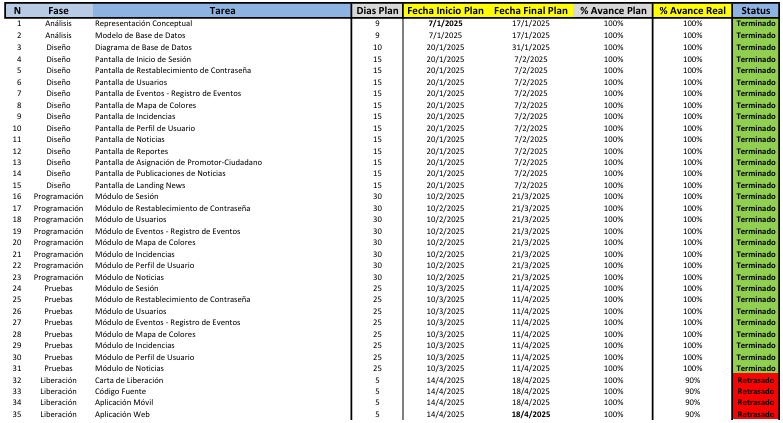 N Fase Tarea Dias Plan Fecha Inicio Plan Fecha Final Plan % Avance Plan % Avance Real Status
1 Análisis Representación Conceptual 9 7/1/2025 17/1/2025 100% 100% Terminado
2 Análisis Modelo de Base de Datos 9 7/1/2025 17/1/2025 100% 100% Terminado
3 Diseño Diagrama de Base de Datos 10 20/1/2025 31/1/2025 100% 100% Terminado
4 Diseño Pantalla de Inicio de Sesión 15 20/1/2025 7/2/2025 100% 100% Terminado
5 Diseño Pantalla de Restablecimiento de Contraseña 15 20/1/2025 7/2/2025 100% 100% Terminado
6 Diseño Pantalla de Usuarios 15 20/1/2025 7/2/2025 100% 100% Terminado
7 Diseño Pantalla de Eventos - Registro de Eventos 15 20/1/2025 7/2/2025 100% 100% Terminado
8 Diseño Pantalla de Mapa de Colores 15 20/1/2025 7/2/2025 100% 100% Terminado
9 Diseño Pantalla de Incidencias 15 20/1/2025 7/2/2025 100% 100% Terminado
10 Diseño Pantalla de Perfil de Usuario 15 20/1/2025 7/2/2025 100% 100% Terminado
11 Diseño Pantalla de Noticias 15 20/1/2025 7/2/2025 100% 100% Terminado
12 Diseño Pantalla de Reportes 15 20/1/2025 7/2/2025 100% 100% Terminado
13 Diseño Pantalla de Asignación de Promotor-Ciudadano 15 20/1/2025 7/2/2025 100% 100% Terminado
14 Diseño Pantalla de Publicaciones de Noticias 15 20/1/2025 7/2/2025 100% 100% Terminado
15 Diseño Pantalla de Landing News 15 20/1/2025 7/2/2025 100% 100% Terminado
16 Programación Módulo de Sesión 30 10/2/2025 21/3/2025 100% 100% Terminado
17 Programación Módulo de Restablecimiento de Contraseña 30 10/2/2025 21/3/2025 100% 100% Terminado
18 Programación Módulo de Usuarios 30 10/2/2025 21/3/2025 100% 100% Terminado
19 Programación Módulo de Eventos - Registro de Eventos 30 10/2/2025 21/3/2025 100% 100% Terminado
20 Programación Módulo de Mapa de Colores 30 10/2/2025 21/3/2025 100% 100% Terminado
21 Programación Módulo de Incidencias 30 10/2/2025 21/3/2025 100% 100% Terminado
22 Programación Módulo de Perfil de Usuario 30 10/2/2025 21/3/2025 100% 100% Terminado
23 Programación Módulo de Noticias 30 10/2/2025 21/3/2025 100% 100% Terminado
24 Pruebas Módulo de Sesión 25 10/3/2025 11/4/2025 100% 100% Terminado
25 Pruebas Módulo de Restablecimiento de Contraseña 25 10/3/2025 11/4/2025 100% 100% Terminado
26 Pruebas Módulo de Usuarios 25 10/3/2025 11/4/2025 100% 100% Terminado
27 Pruebas Módulo de Eventos - Registro de Eventos 25 10/3/2025 11/4/2025 100% 100% Terminado
28 Pruebas Módulo de Mapa de Colores 25 10/3/2025 11/4/2025 100% 100% Terminado
29 Pruebas Módulo de Incidencias 25 10/3/2025 11/4/2025 100% 100% Terminado
30 Pruebas Módulo de Perfil de Usuario 25 10/3/2025 11/4/2025 100% 100% Terminado
31 Pruebas Módulo de Noticias 25 10/3/2025 11/4/2025 100% 100% Terminado
32 Liberación Carta de Liberación 5 14/4/2025 18/4/2025 100% 90% Retrasado
33 Liberación Código Fuente 5 14/4/2025 18/4/2025 100% 90% Retrasado
34 Liberación Aplicación Móvil 5 14/4/2025 18/4/2025 100% 90% Retrasado
35 Liberación Aplicación Web 5 14/4/2025 18/4/2025 100% 90% Retrasado